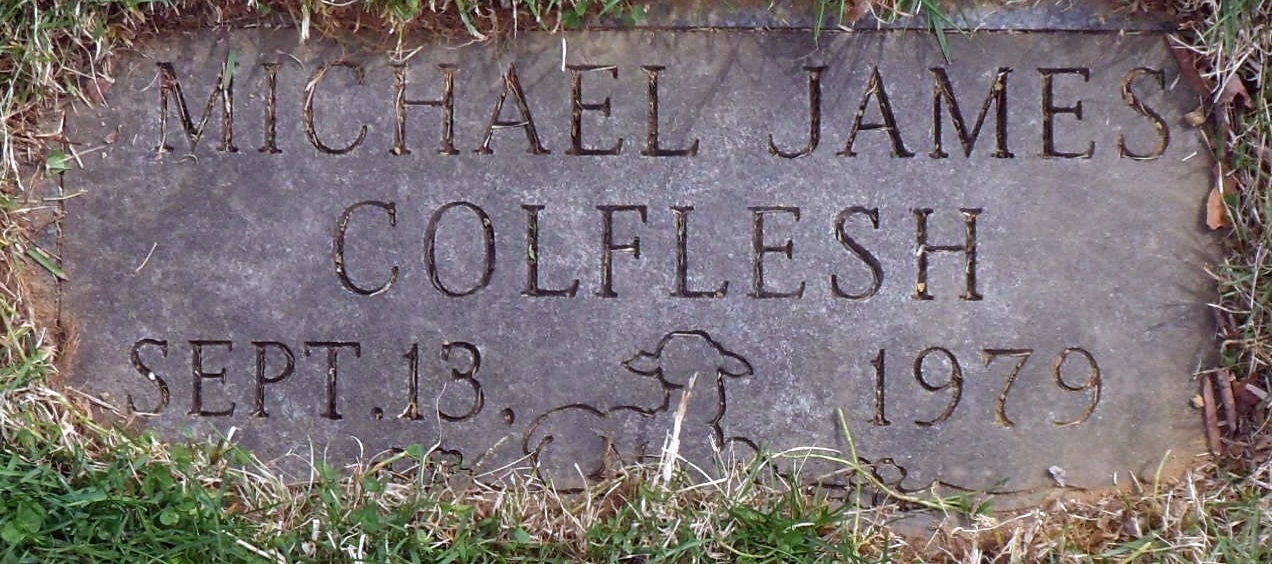 MICHAEL JAMES
COLFLESH
SEPT. 13. 1979